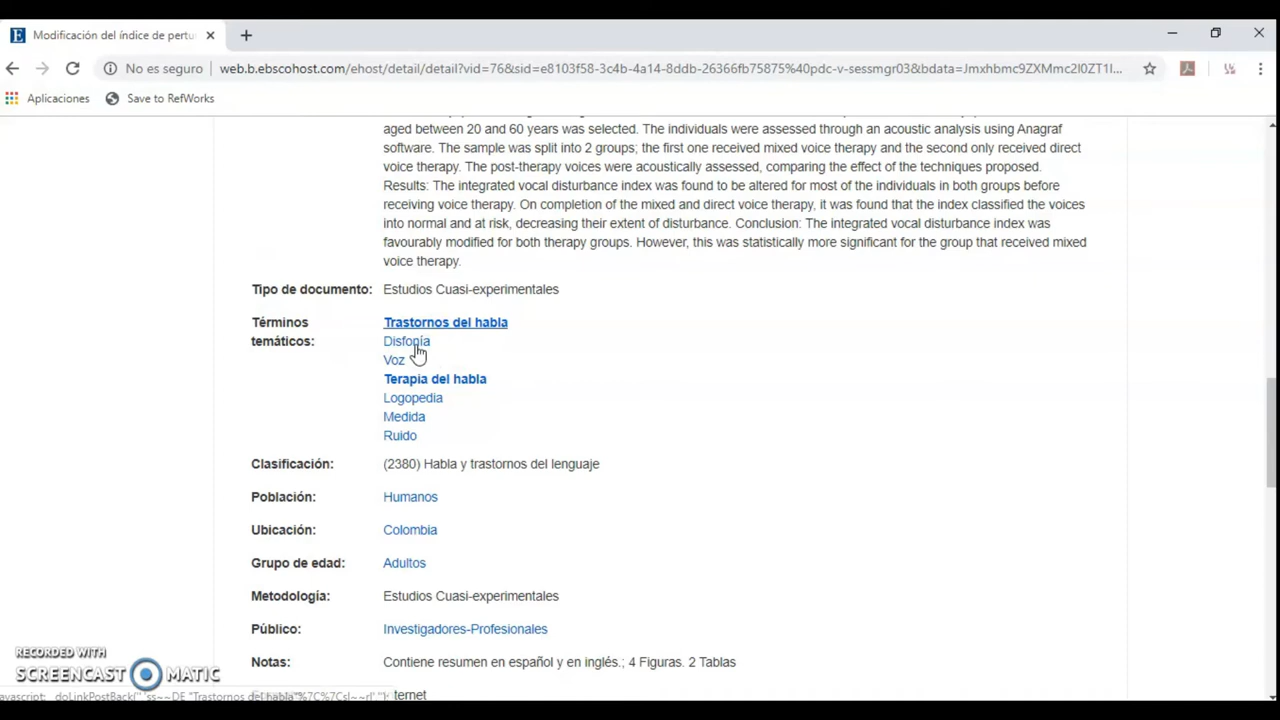 Modificación del índice de pertu
No es seguro
web.b.ebscohost.com/ehost/detail/detail?vid=76&sid=e8103f58-3c4b-4a14-8ddb-26366fb75875%40pdc-v-sessmgr03&bdata=Jmxhbmc9ZXMmc2l0ZT1l...
Aplicaciones
Save to RefWorks
aged between 20 and 60 years was selected. The individuals were assessed through an acoustic analysis using Anagraf
software. The sample was split into 2 groups; the first one received mixed voice therapy and the second only received direct
voice therapy. The post-therapy voices were acoustically assessed, comparing the effect of the techniques proposed.
Results: The integrated vocal disturbance index was found to be altered for most of the individuals in both groups before
receiving voice therapy. On completion of the mixed and direct voice therapy, it was found that the index classified the voices
into normal and at risk, decreasing their extent of disturbance. Conclusion: The integrated vocal disturbance index was
favourably modified for both therapy groups. However, this was statistically more significant for the group that received mixed
voice therapy.
Tipo de documento: Estudios Cuasi-experimentales
Términos temáticos:
Trastornos del habla
Disfonía
Voz
Terapia del habla
Logopedia
Medida
Ruido
Clasificación: (2380) Habla y trastornos del lenguaje
Población: Humanos
Ubicación: Colombia
Grupo de edad: Adultos
Metodología: Estudios Cuasi-experimentales
Público: Investigadores-Profesionales
Notas: Contiene resumen en español y en inglés.; 4 Figuras. 2 Tablas
nternet
RECORDED WITH
SCREENCAST MATIC